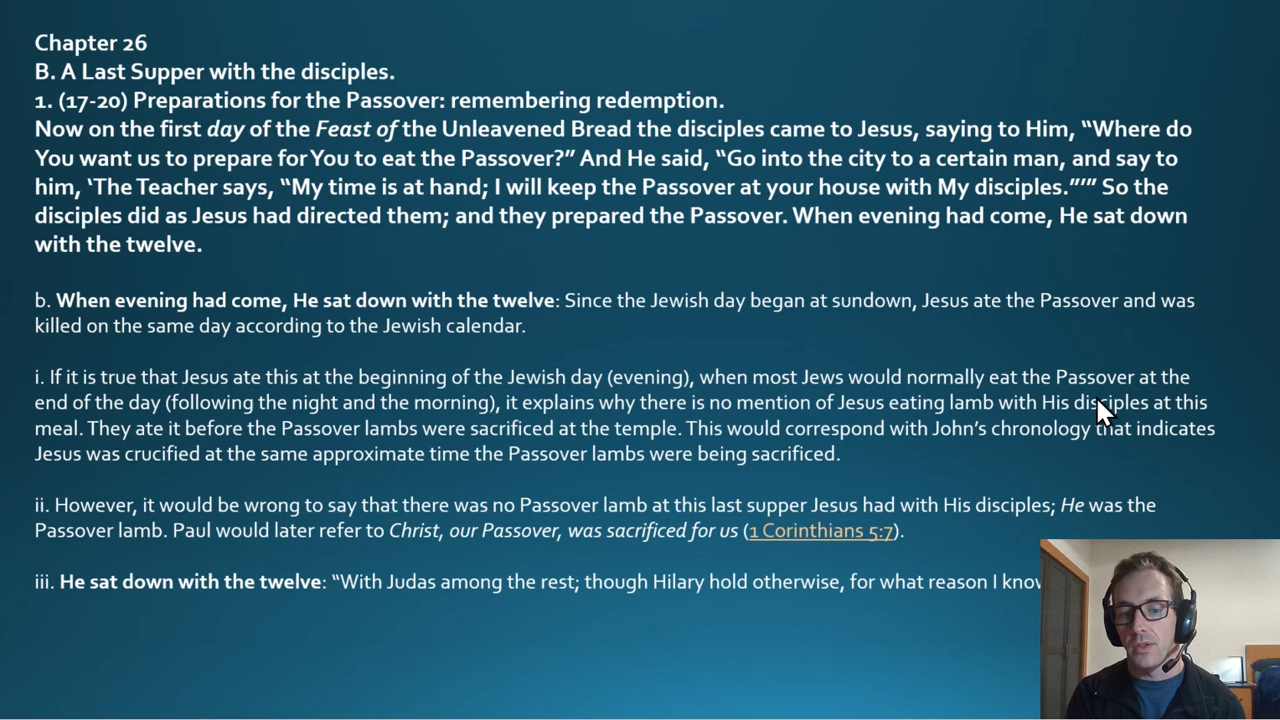 Chapter 26
B. A Last Supper with the disciples.
1. (17-20) Preparations for the Passover: remembering redemption.
Now on the first day of the Feast of the Unleavened Bread the disciples came to Jesus, saying to Him, “Where do
You want us to prepare for You to eat the Passover?” And He said, “Go into the city to a certain man, and say to
him, ‘The Teacher says, “My time is at hand; I will keep the Passover at your house with My disciples.”’” So the
disciples did as Jesus had directed them; and they prepared the Passover. When evening had come, He sat down
with the twelve.
b. When evening had come, He sat down with the twelve: Since the Jewish day began at sundown, Jesus ate the Passover and was
killed on the same day according to the Jewish calendar.
i. If it is true that Jesus ate this at the beginning of the Jewish day (evening), when most Jews would normally eat the Passover at the
end of the day (following the night and the morning), it explains why there is no mention of Jesus eating lamb with His disciples at this
meal. They ate it before the Passover lambs were sacrificed at the temple. This would correspond with John’s chronology that indicates
Jesus was crucified at the same approximate time the Passover lambs were being sacrificed.
ii. However, it would be wrong to say that there was no Passover lamb at this last supper Jesus had with His disciples; He was the
Passover lamb. Paul would later refer to Christ, our Passover, was sacrificed for us (1 Corinthians 5:7).
iii. He sat down with the twelve: “With Judas among the rest; though Hilary hold otherwise, for what reason I